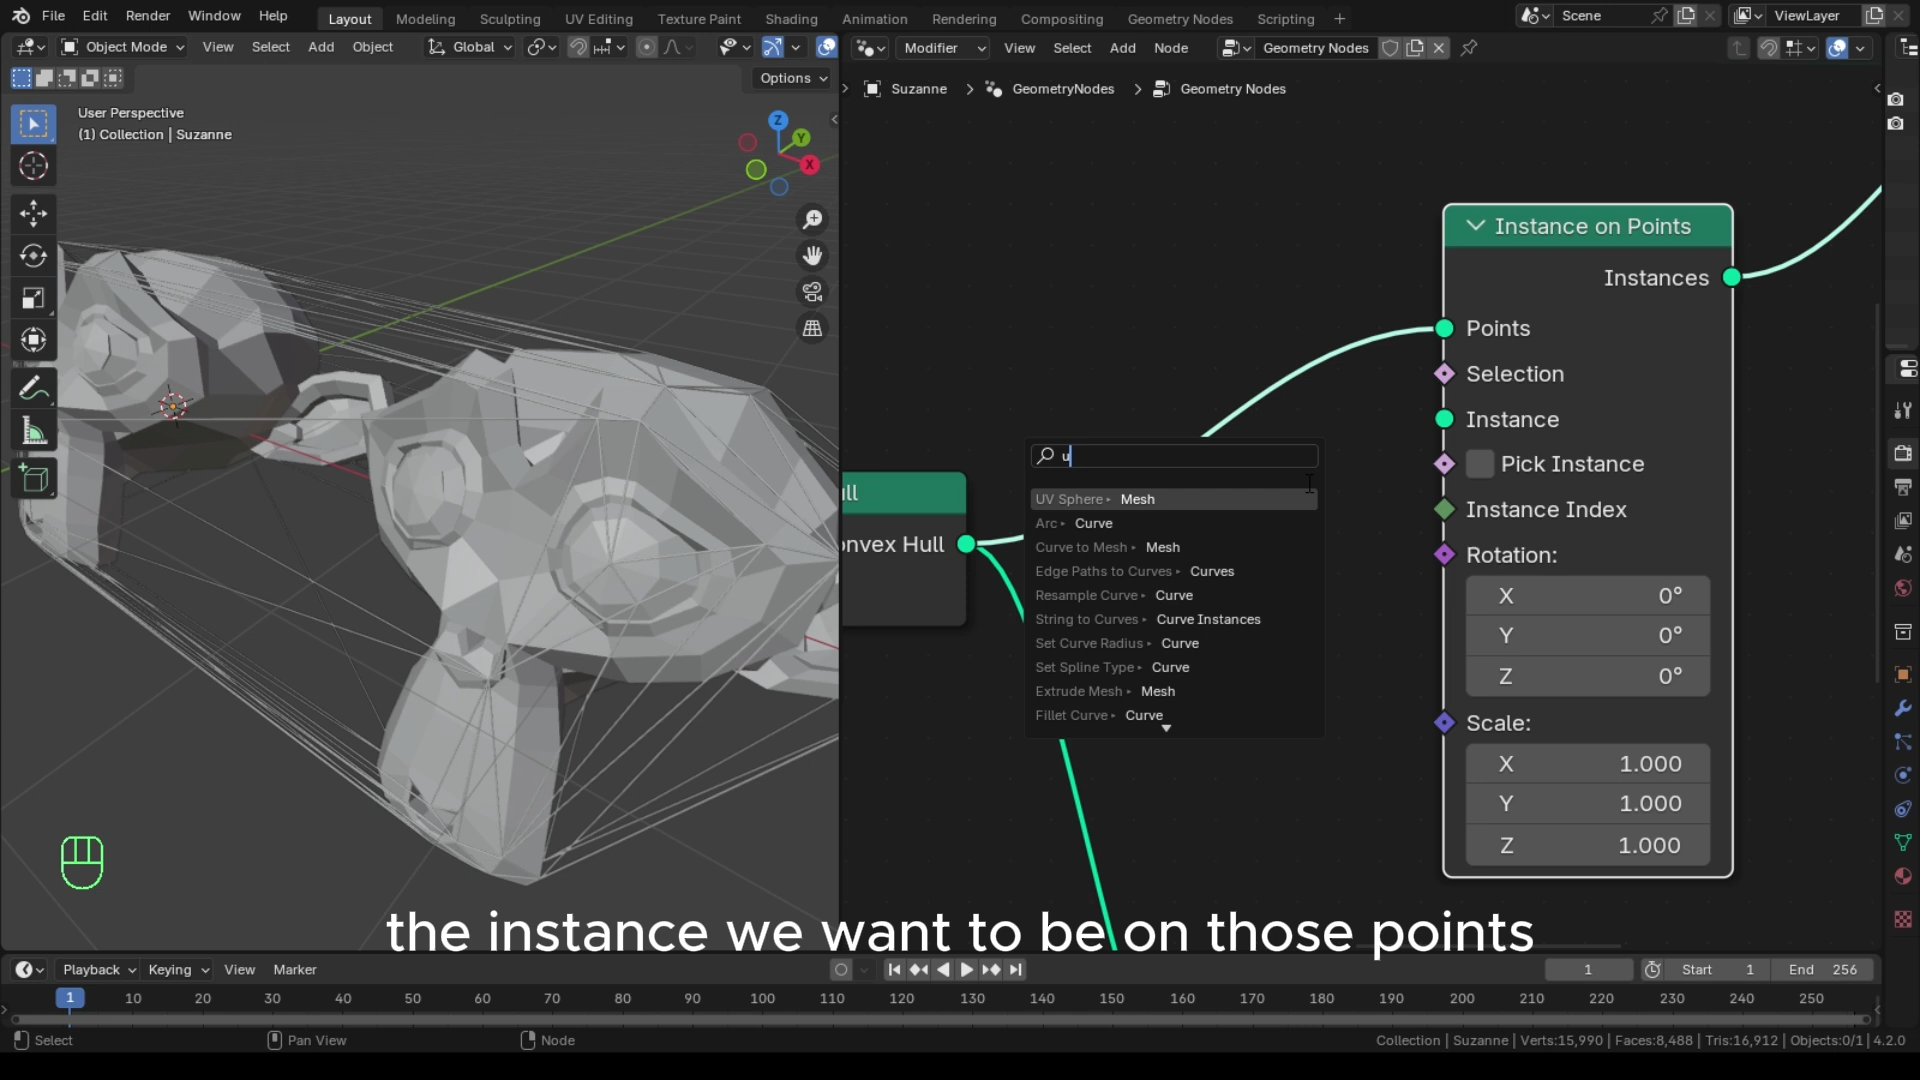 File Edit Render Window Help Layout Modeling Sculpting UV Editing Texture Paint Shading Animation Rendering Compositing Geometry Nodes Scripting + Scene ViewLayer
Object Mode View Select Add Object Global Modifier View Select Add Node Geometry Nodes
Options
Suzanne > GeometryNodes > Geometry Nodes
User Perspective
(1) Collection | Suzanne
Z
Y
X
Instance on Points
Instances
Points
Selection
Instance
Pick Instance
Instance Index
Rotation:
X 0°
Y 0°
Z 0°
Scale:
X 1.000
Y 1.000
Z 1.000
ull
onvex Hull
u
UV Sphere ▸ Mesh
Arc ▸ Curve
Curve to Mesh ▸ Mesh
Edge Paths to Curves ▸ Curves
Resample Curve ▸ Curve
String to Curves ▸ Curve Instances
Set Curve Radius ▸ Curve
Set Spline Type ▸ Curve
Extrude Mesh ▸ Mesh
Fillet Curve ▸ Curve
the instance we want to be on those points
Playback Keying View Marker 1 Start 1 End 256
1 10 20 30 40 50 60 70 80 90 100 110 120 130 140 150 160 170 180 190 200 210 220 230 240 250
Select Pan View Node Collection | Suzanne | Verts:15,990 | Faces:8,488 | Tris:16,912 | Objects:0/1 | 4.2.0